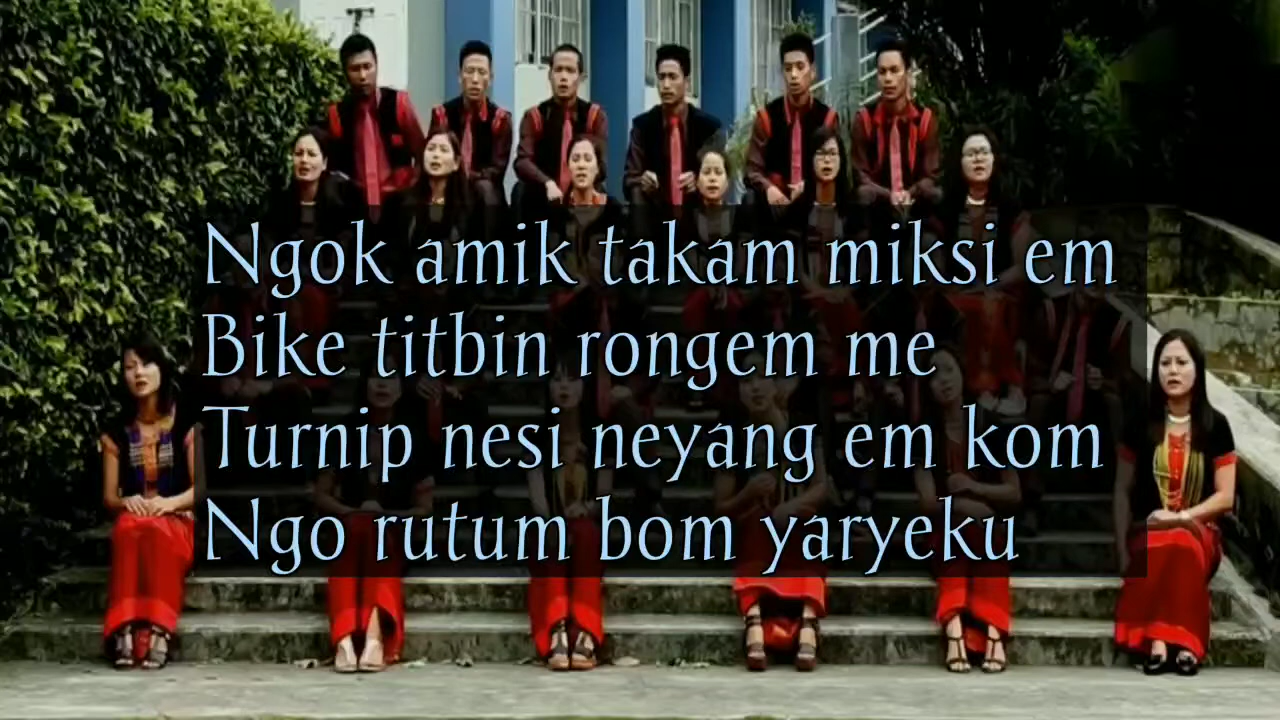 Ngok amik takam miksi em
Bike titbin rongem me
Turnip nesi neyang em kom
Ngo rutum bom yaryeku